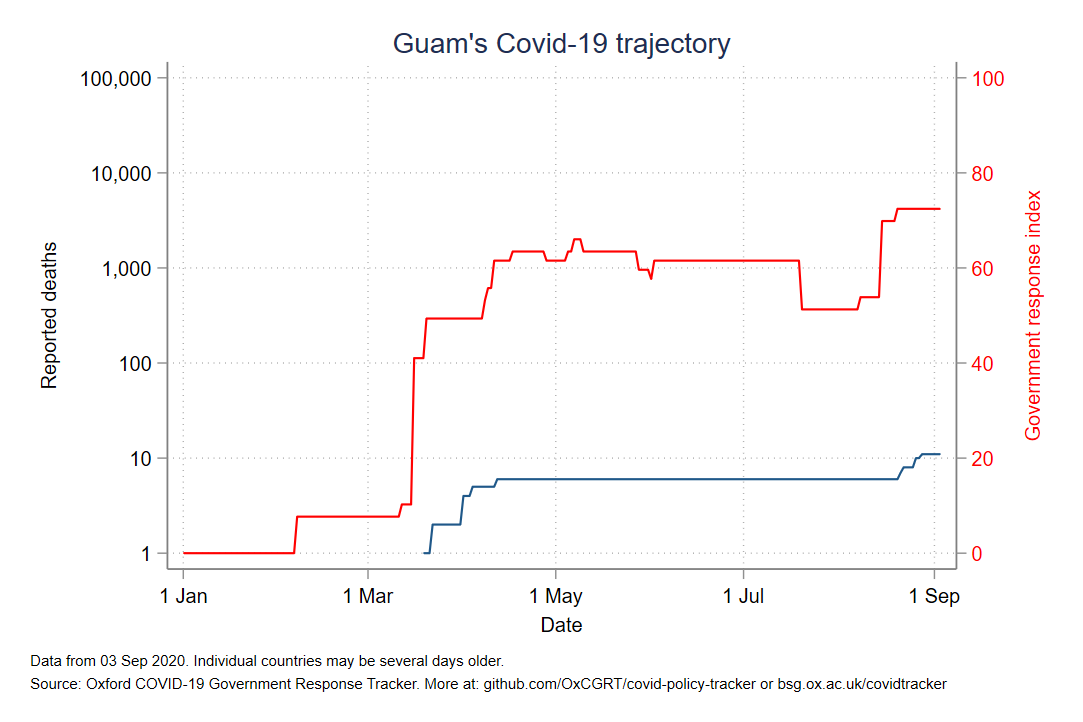 Guam's Covid-19 trajectory
100,000
10,000
1,000
100
10
1
Reported deaths
100
80
60
40
20
0
Government response index
1 Jan
1 Mar
1 May
1 Jul
1 Sep
Date
Data from 03 Sep 2020. Individual countries may be several days older.
Source: Oxford COVID-19 Government Response Tracker. More at: github.com/OxCGRT/covid-policy-tracker or bsg.ox.ac.uk/covidtracker